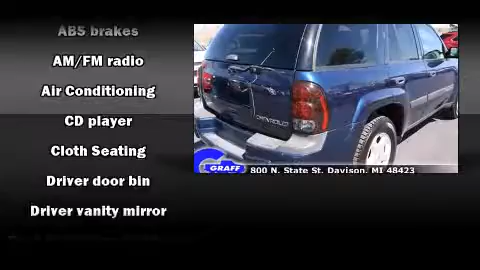 ABS brakes
AM/FM radio
Air Conditioning
CD player
Cloth Seating
Driver door bin
Driver vanity mirror
CHEVROLET
GRAFF
800 N. State St. Davison, MI 48423